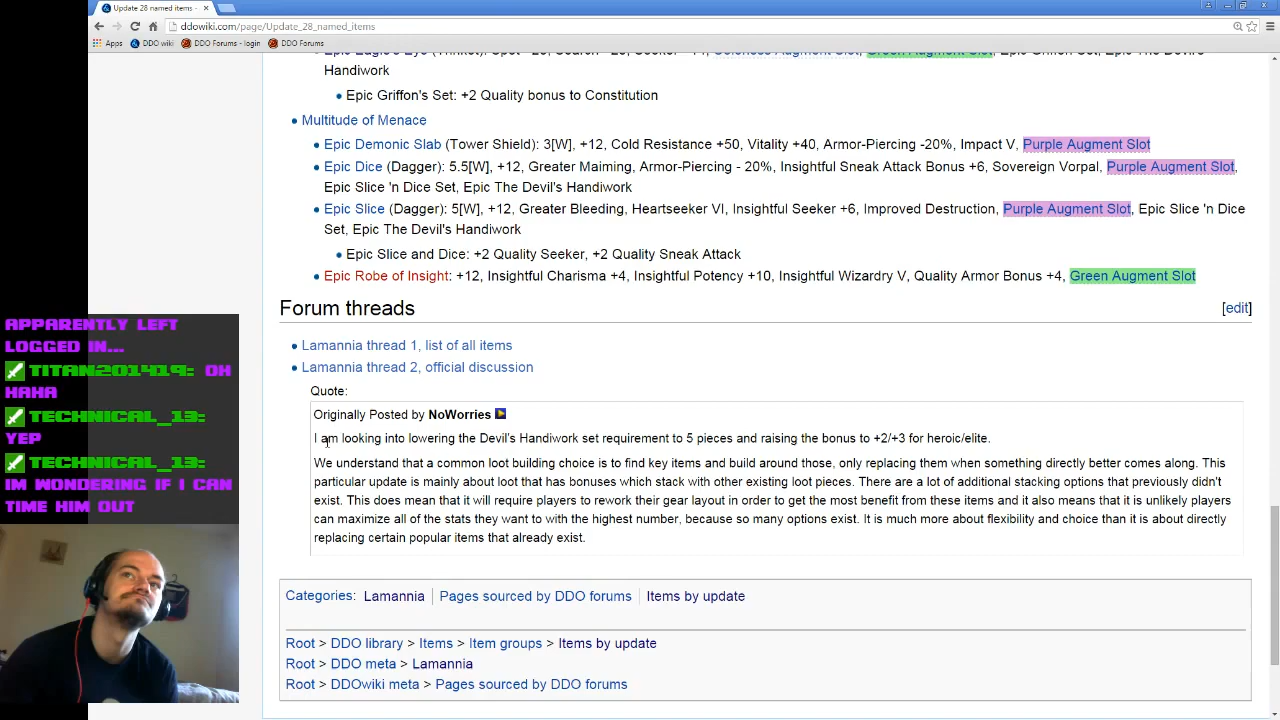 Update 28 named items
ddowiki.com/page/Update_28_named_items
Apps DDO wiki DDO Forums - login DDO Forums
Handiwork
Epic Griffon's Set: +2 Quality bonus to Constitution
Multitude of Menace
Epic Demonic Slab (Tower Shield): 3[W], +12, Cold Resistance +50, Vitality +40, Armor-Piercing -20%, Impact V, Purple Augment Slot
Epic Dice (Dagger): 5.5[W], +12, Greater Maiming, Armor-Piercing - 20%, Insightful Sneak Attack Bonus +6, Sovereign Vorpal, Purple Augment Slot,
Epic Slice 'n Dice Set, Epic The Devil's Handiwork
Epic Slice (Dagger): 5[W], +12, Greater Bleeding, Heartseeker VI, Insightful Seeker +6, Improved Destruction, Purple Augment Slot, Epic Slice 'n Dice
Set, Epic The Devil's Handiwork
Epic Slice and Dice: +2 Quality Seeker, +2 Quality Sneak Attack
Epic Robe of Insight: +12, Insightful Charisma +4, Insightful Potency +10, Insightful Wizardry V, Quality Armor Bonus +4, Green Augment Slot
Forum threads [edit]
Lamannia thread 1, list of all items
Lamannia thread 2, official discussion
Quote:
Originally Posted by NoWorries
I am looking into lowering the Devil's Handiwork set requirement to 5 pieces and raising the bonus to +2/+3 for heroic/elite.
We understand that a common loot building choice is to find key items and build around those, only replacing them when something directly better comes along. This
particular update is mainly about loot that has bonuses which stack with other existing loot pieces. There are a lot of additional stacking options that previously didn't
exist. This does mean that it will require players to rework their gear layouts to gain the most benefit from these items and it also means that it is unlikely players
can maximize all of the stats they want to with the highest number, because so many options exist. It is much more about flexibility and choice than it is about directly
replacing certain popular items that already exist.
Categories: Lamannia Pages sourced by DDO forums Items by update
Root > DDO library > Items > Item groups > Items by update
Root > DDO meta > Lamannia
Root > DDOwiki meta > Pages sourced by DDO forums
APPARENTLY LEFT
LOGGED IN...
TITAN201419: OH
HAHA
TECHNICAL_13:
YEP
TECHNICAL_13:
IM WONDERING IF I CAN
TIME HIM OUT